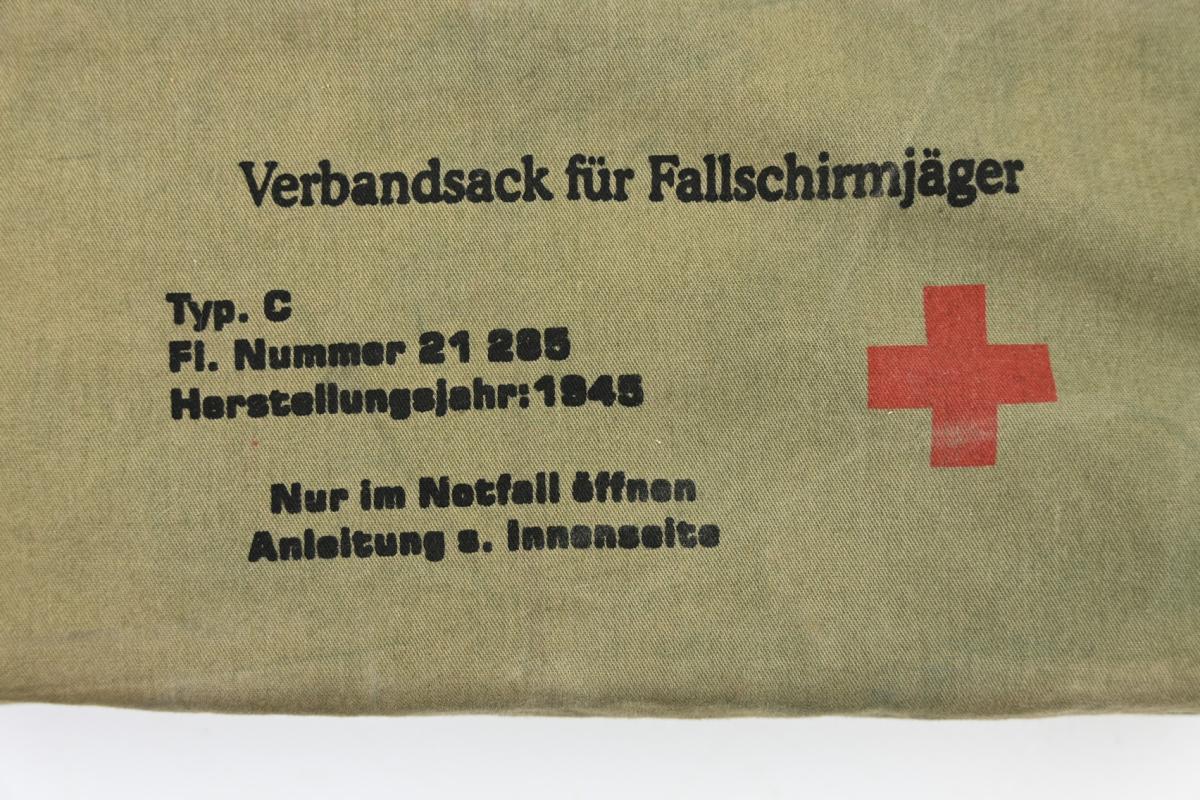 Verbandsack für Fallschirmjäger
Typ. C
Fl. Nummer 21 285
Herstellungsjahr:1945
Nur im Notfall öffnen
Anleitung s. Innenseite